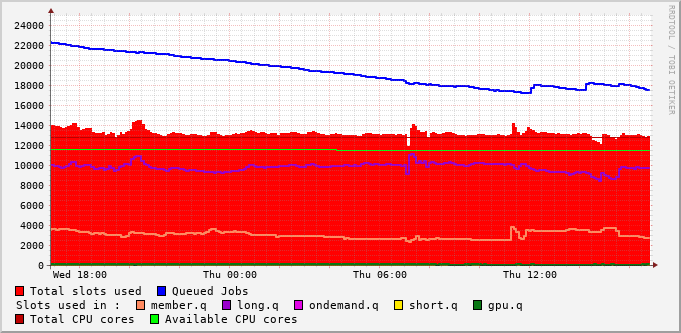 RRDTOOL / TOBI OETIKER
24000
22000
20000
18000
16000
14000
12000
10000
8000
6000
4000
2000
0
Wed 18:00 Thu 00:00 Thu 06:00 Thu 12:00
Total slots used Queued Jobs
Slots used in : member.q long.q ondemand.q short.q gpu.q
Total CPU cores Available CPU cores